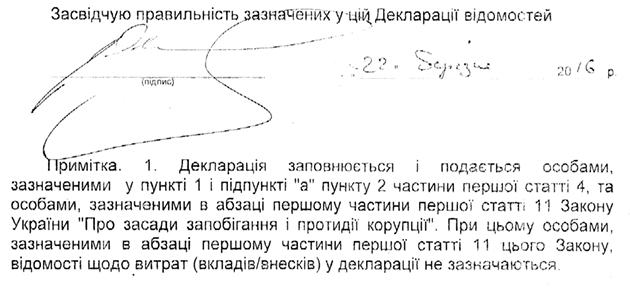 Засвідчую правильність зазначених у цій Декларації відомостей
(підпис)
"22" березня 2016 р.
Примітка. 1. Декларація заповнюється і подається особами,
зазначеними у пункті 1 і підпункті "а" пункту 2 частини першої статті 4, та
особами, зазначеними в абзаці першому частини першої статті 11 Закону
України "Про засади запобігання і протидії корупції". При цьому особами,
зазначеними в абзаці першому частини першої статті 11 цього Закону,
відомості щодо витрат (вкладів/внесків) у декларації не зазначаються.